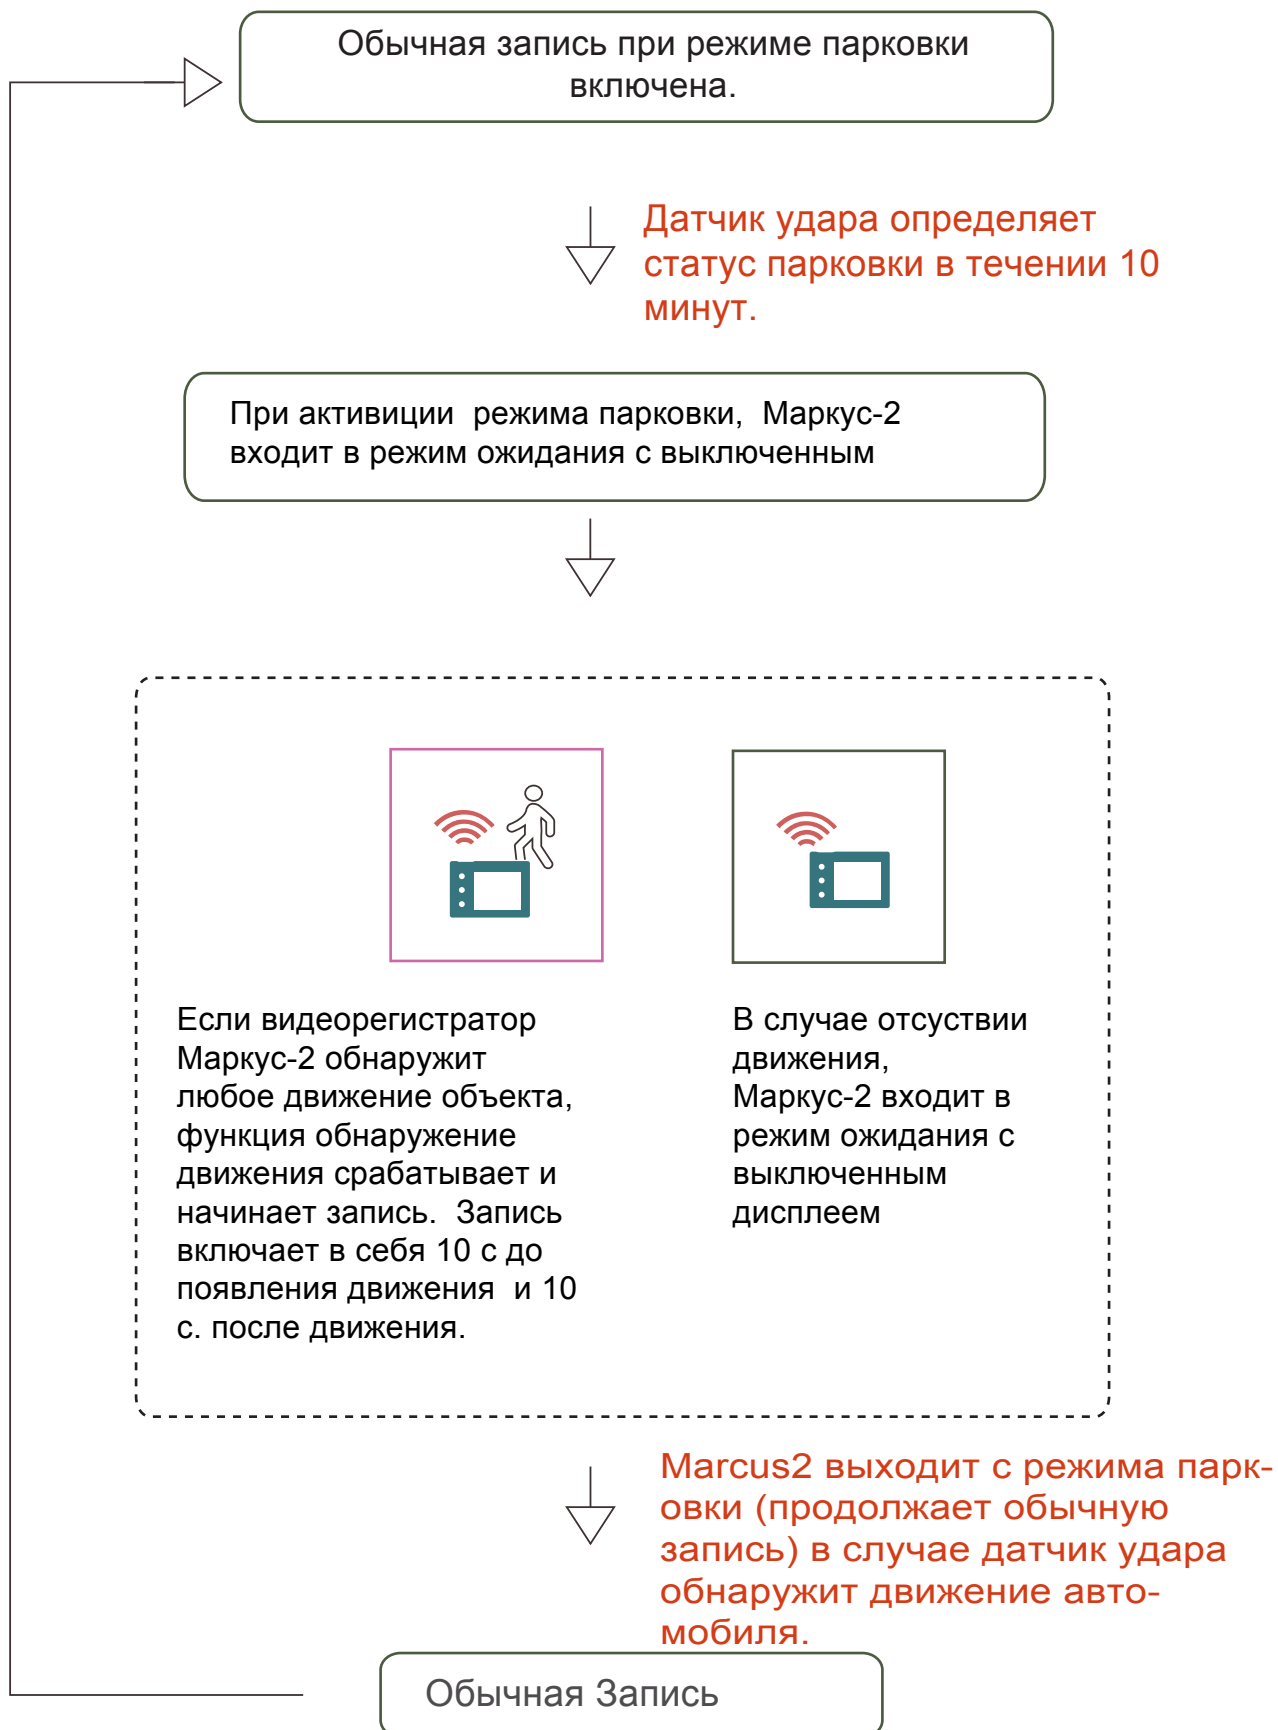 Обычная запись при режиме парковки
включена.
Датчик удара определяет
статус парковки в течении 10
минут.
При активиции режима парковки, Маркус-2
входит в режим ожидания с выключенным
Если видеорегистратор
Маркус-2 обнаружит
любое движение объекта,
функция обнаружение
движения срабатывает и
начинает запись. Запись
включает в себя 10 с до
появления движения и 10
с. после движения.
В случае отсуствии
движения,
Маркус-2 входит в
режим ожидания с
выключенным
дисплеем
Marcus2 выходит с режима парк-
овки (продолжает обычную
запись) в случае датчик удара
обнаружит движение авто-
мобиля.
Обычная Запись